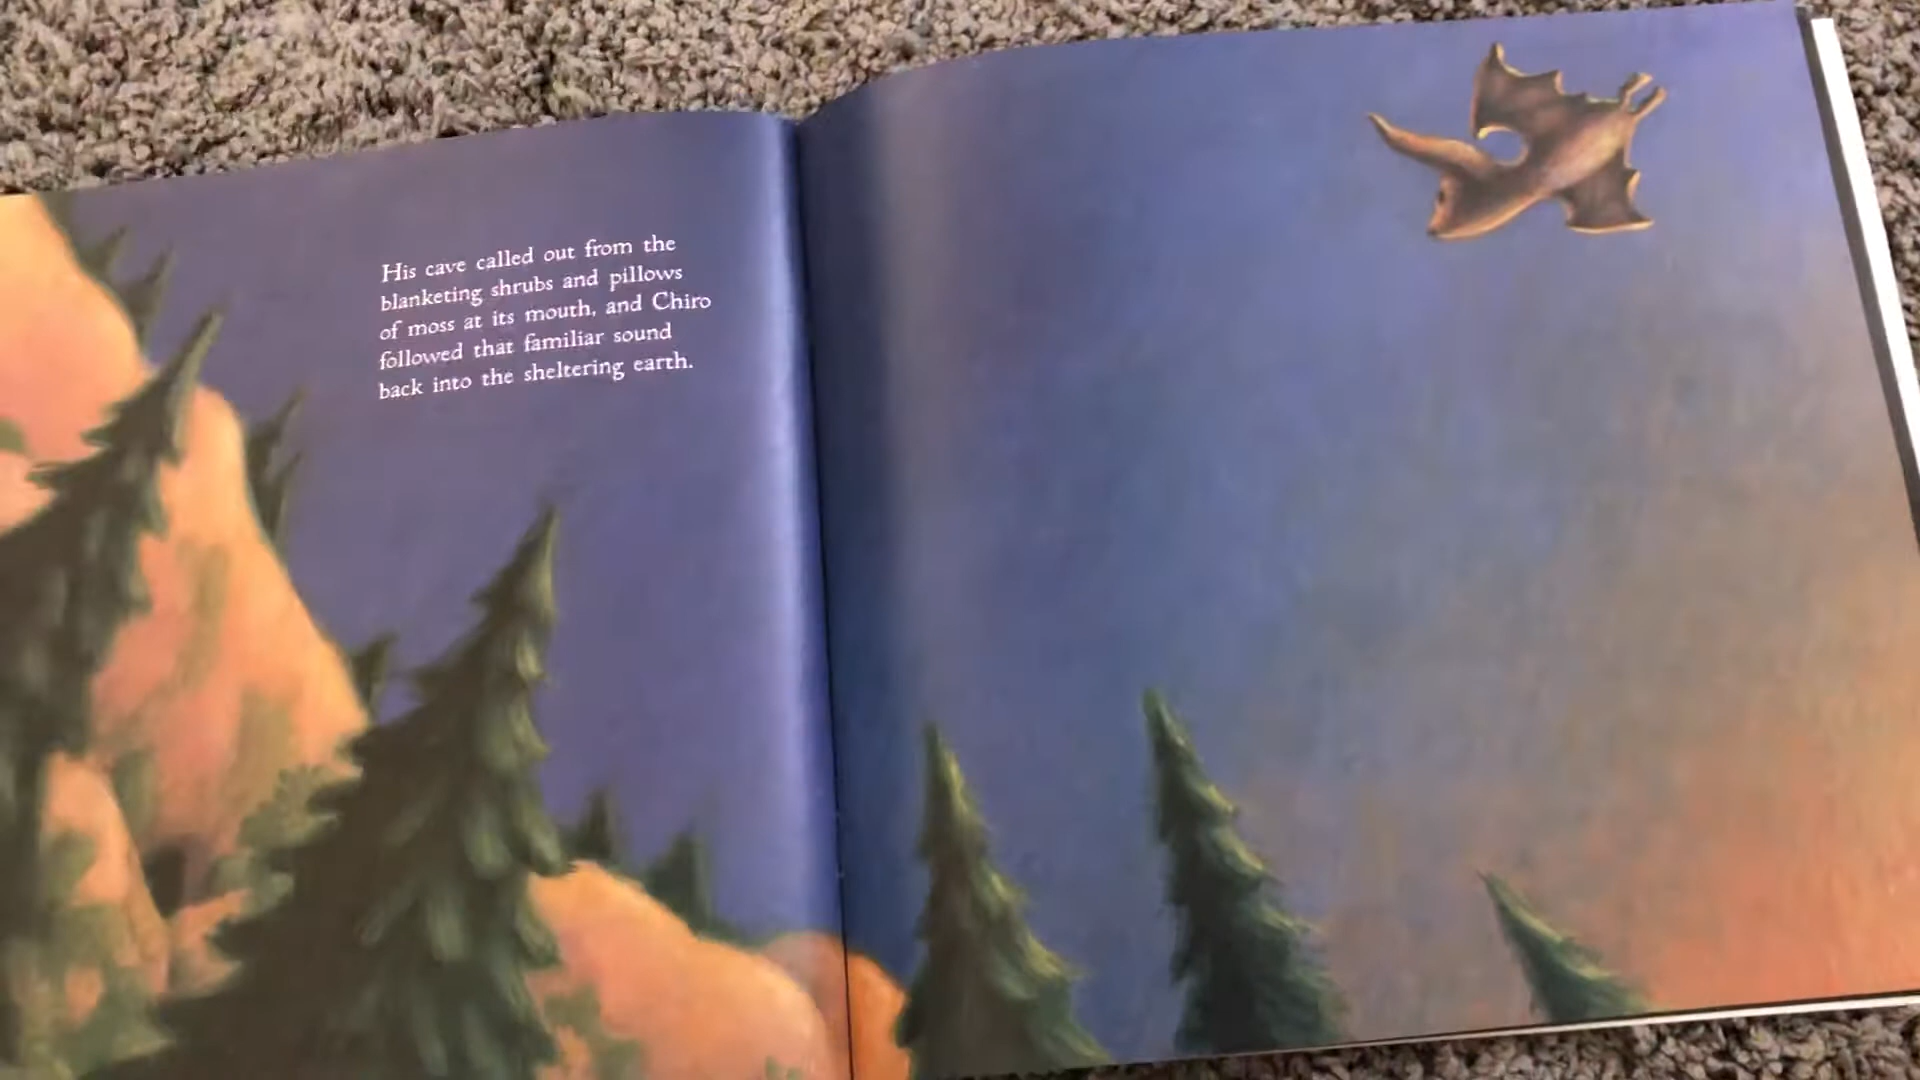 His cave called out from the
blanketing shrubs and pillows
of moss at its mouth, and Chiro
followed that familiar sound
back into the sheltering earth.